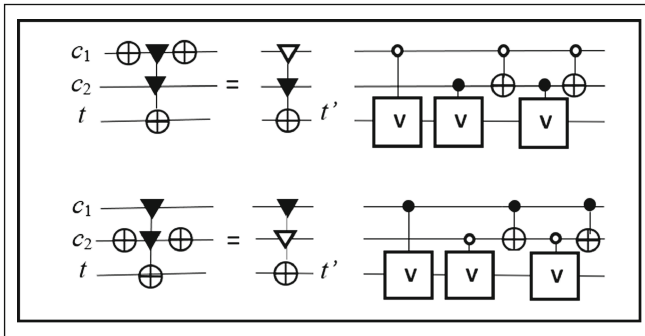 c₁
c₂ = t’
t
V V V
c₁
c₂ = t’
t
V V V